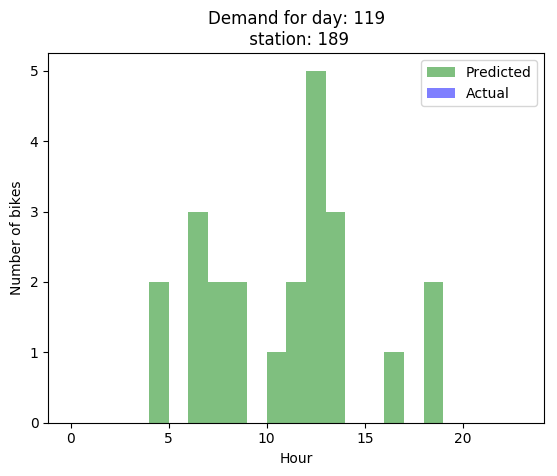 Demand for day: 119
station: 189
Predicted
Actual
Number of bikes
5
4
3
2
1
0
0 5 10 15 20
Hour